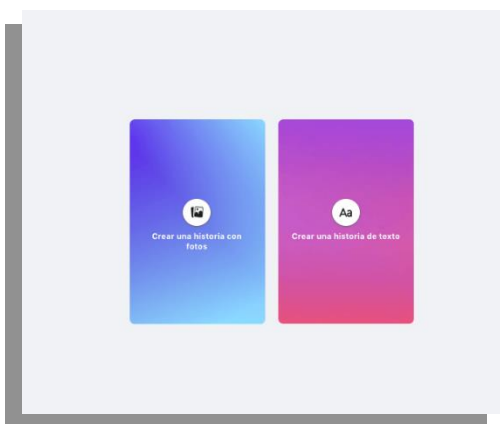 Crear una historia con
fotos
Aa
Crear una historia de texto